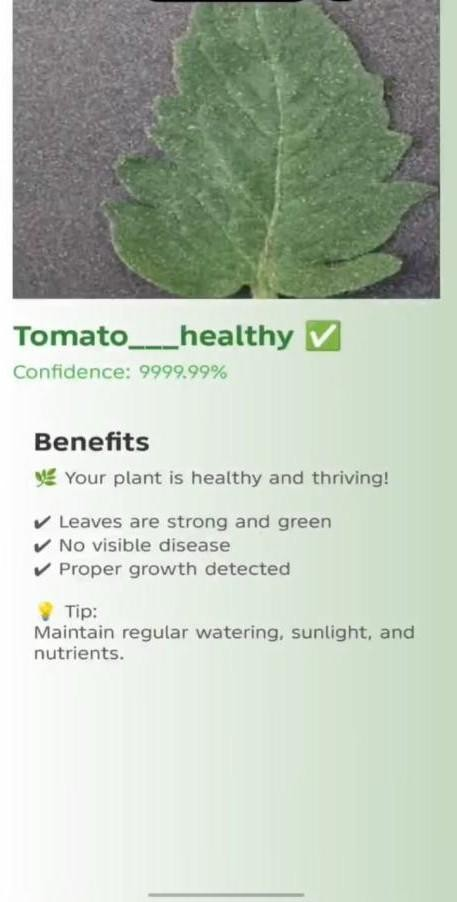 Tomato___healthy ✅
Confidence: 9999.99%
Benefits
🌿 Your plant is healthy and thriving!
✔ Leaves are strong and green
✔ No visible disease
✔ Proper growth detected
💡 Tip:
Maintain regular watering, sunlight, and
nutrients.